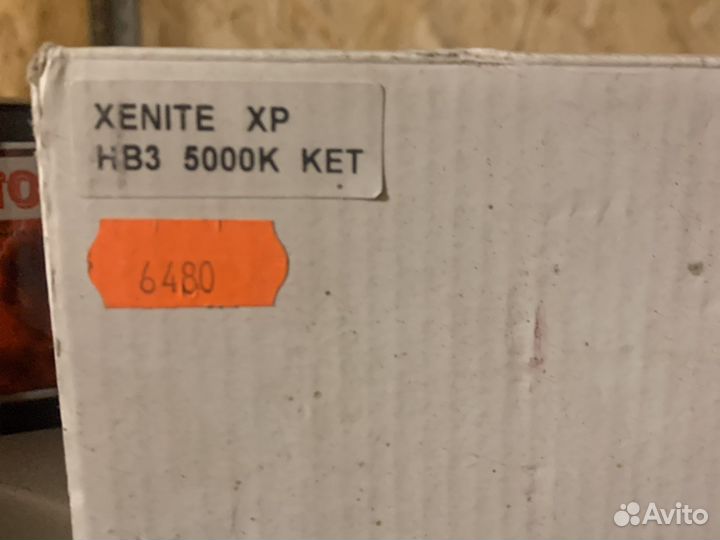 XENITE XP
HB3 5000K KET
6480
Avito